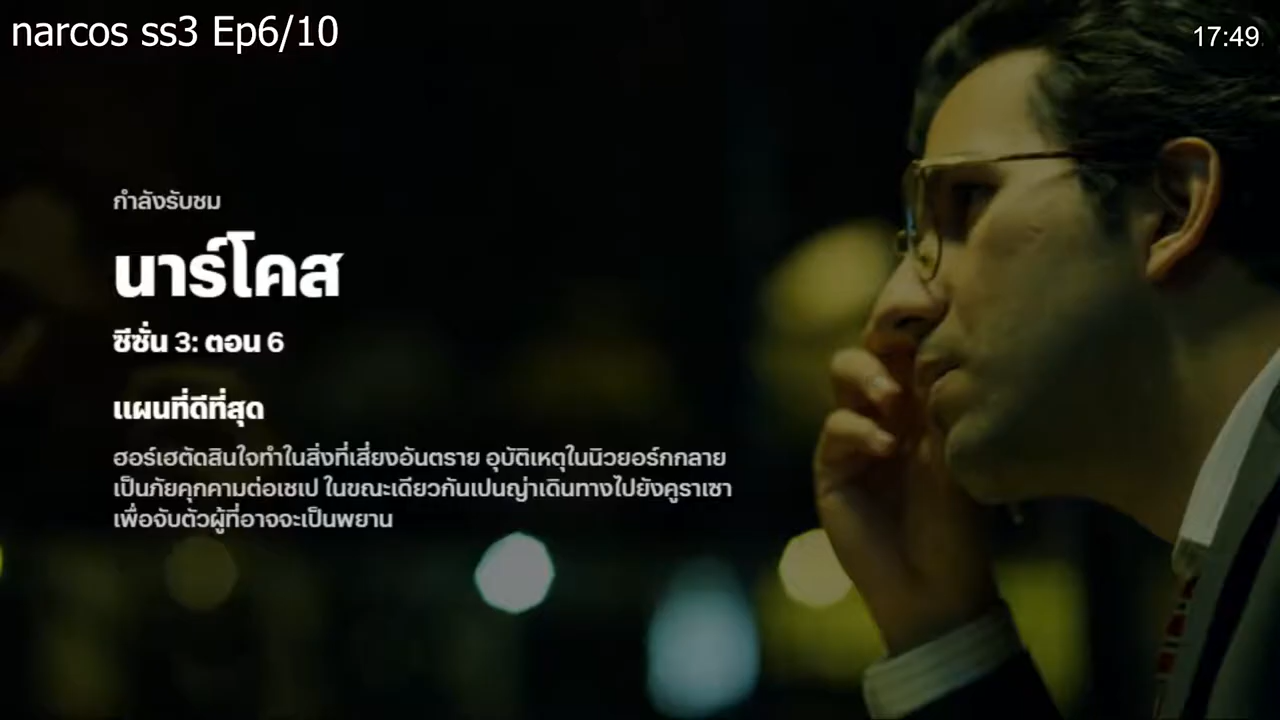 narcos ss3 Ep6/10
17:49
กำลังรับชม
นาร์โคส
ซีซั่น 3: ตอน 6
แผนที่ดีที่สุด
ฮอร์เฮตัดสินใจทำในสิ่งที่เสี่ยงอันตราย อุบัติเหตุในนิวยอร์กกลาย
เป็นภัยคุกคามต่อเชเป ในขณะเดียวกันเปนญ่าเดินทางไปยังคูราเซา
เพื่อจับตัวผู้ที่อาจจะเป็นพยาน